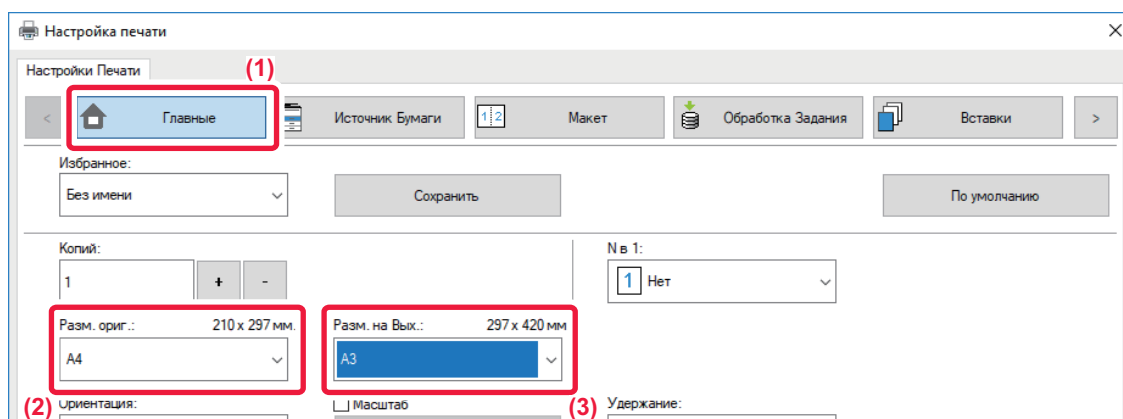 Настройка печати
Настройки Печати
(1)
< Главные Источник Бумаги 1 2 Макет Обработка Задания Вставки >
Избранное:
Без имени Сохранить По умолчанию
Копий: N в 1:
1 + - 1 Нет
Разм. ориг.: 210 x 297 мм. Разм. на Вых.: 297 x 420 мм
A4 A3
(2) Ориентация: Масштаб (3) Удержание: